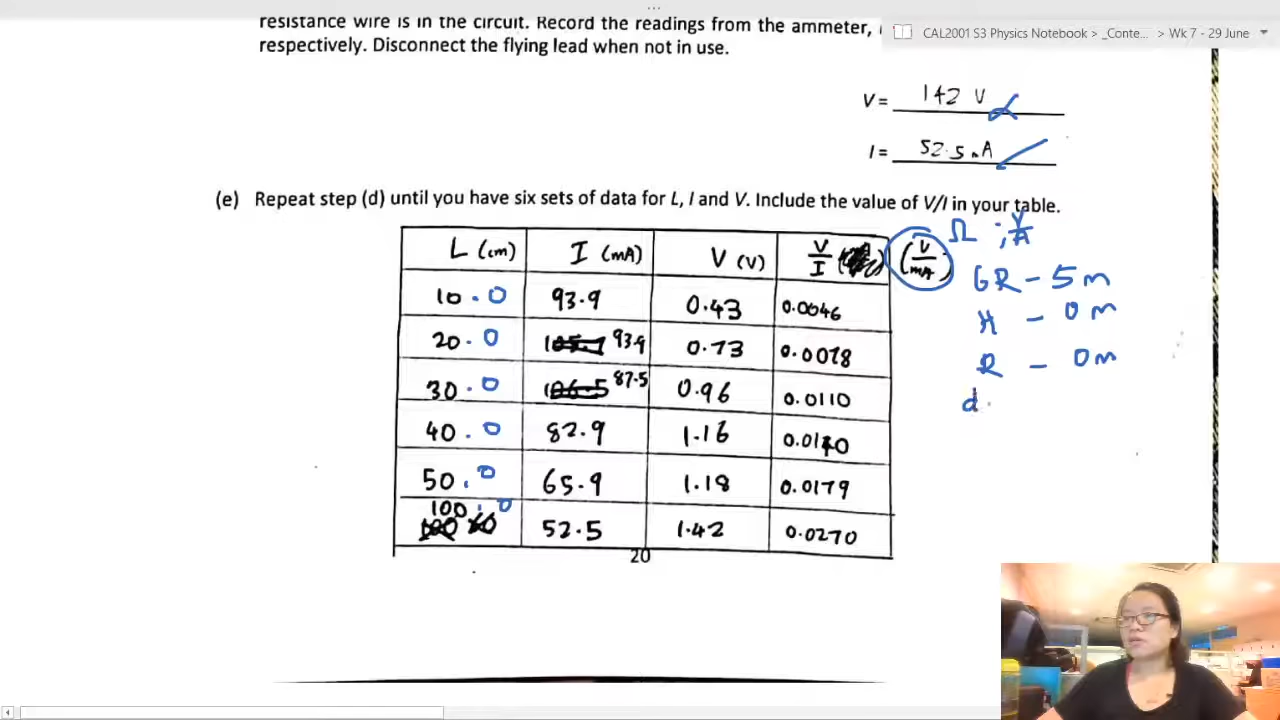 resistance wire is in the circuit. Record the readings from the ammeter,
respectively. Disconnect the flying lead when not in use.
CAL2001 S3 Physics Notebook > _Conte... > Wk 7 - 29 June
V = 142 V
I = 52.5 mA
(e) Repeat step (d) until you have six sets of data for L, I and V. Include the value of V/I in your table.
L (cm) I (mA) V (V) V/I (V/mA) Ω ; V/A
10.0 93.9 0.43 0.0046
20.0 93.9 0.73 0.0078
30.0 87.5 0.96 0.0110
40.0 82.9 1.16 0.0140
50.0 65.9 1.18 0.0179
100.0 52.5 1.42 0.0270
GR - 5 m
H - 0 m
R - 0m
d
20